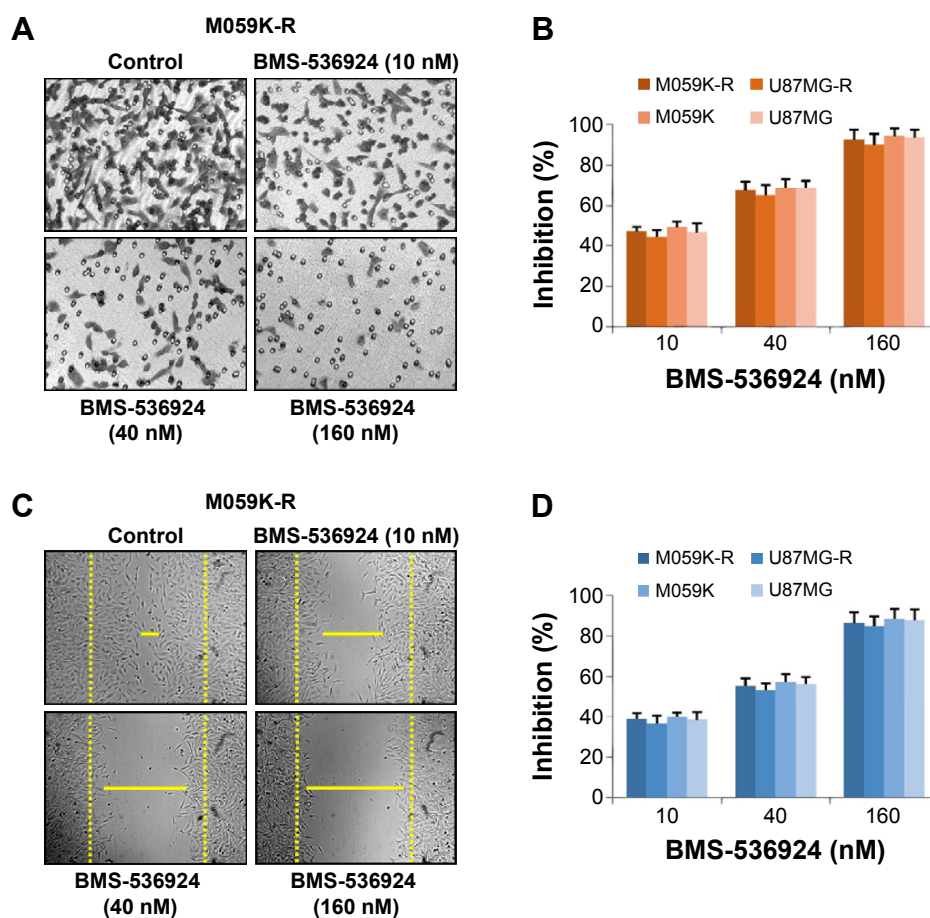 A
M059K-R
Control
BMS-536924 (10 nM)
BMS-536924
(40 nM)
BMS-536924
(160 nM)
B
M059K-R
U87MG-R
M059K
U87MG
Inhibition (%)
100
80
60
40
20
0
10
40
160
BMS-536924 (nM)
C
M059K-R
Control
BMS-536924 (10 nM)
BMS-536924
(40 nM)
BMS-536924
(160 nM)
D
M059K-R
U87MG-R
M059K
U87MG
Inhibition (%)
100
80
60
40
20
0
10
40
160
BMS-536924 (nM)